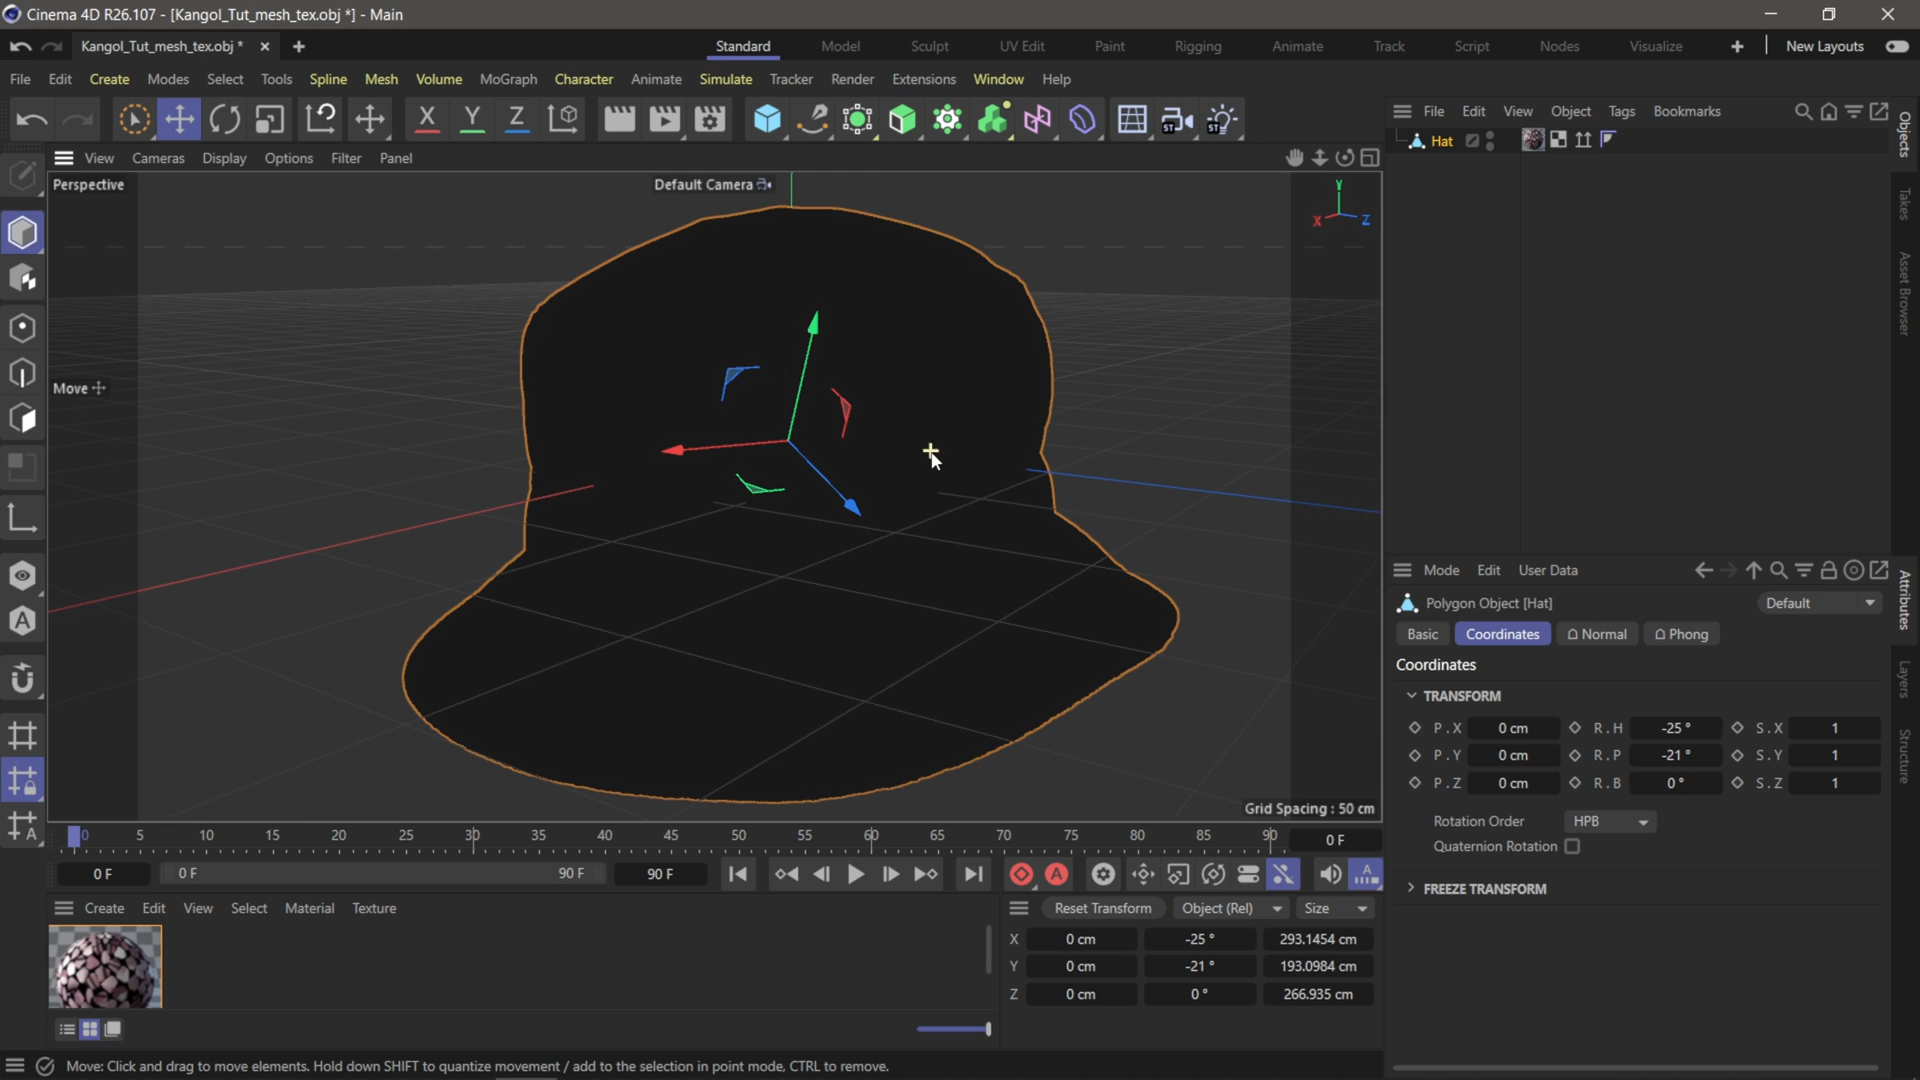 Cinema 4D R26.107 - [Kangol_Tut_mesh_tex.obj *] - Main
Kangol_Tut_mesh_tex.obj *
Standard Model Sculpt UV Edit Paint Rigging Animate Track Script Nodes Visualize New Layouts
File Edit Create Modes Select Tools Spline Mesh Volume MoGraph Character Animate Simulate Tracker Render Extensions Window Help
X Y Z ST ST
File Edit View Object Tags Bookmarks
Hat
Objects
Takes
Asset Browser
View Cameras Display Options Filter Panel
Perspective
Default Camera
Y
X Z
Move
Grid Spacing : 50 cm
Mode Edit User Data
Attributes
Layers
Structure
Polygon Object [Hat]
Default
Basic Coordinates Normal Phong
Coordinates
TRANSFORM
P . X 0 cm R . H -25 ° S . X 1
P . Y 0 cm R . P -21 ° S . Y 1
P . Z 0 cm R . B 0 ° S . Z 1
Rotation Order HPB
Quaternion Rotation
FREEZE TRANSFORM
0 5 10 15 20 25 30 35 40 45 50 55 60 65 70 75 80 85 90 0 F
0 F 0 F 90 F 90 F
A A
Create Edit View Select Material Texture
Reset Transform Object (Rel) Size
X 0 cm -25 ° 293.1454 cm
Y 0 cm -21 ° 193.0984 cm
Z 0 cm 0 ° 266.935 cm
Move: Click and drag to move elements. Hold down SHIFT to quantize movement / add to the selection in point mode, CTRL to remove.